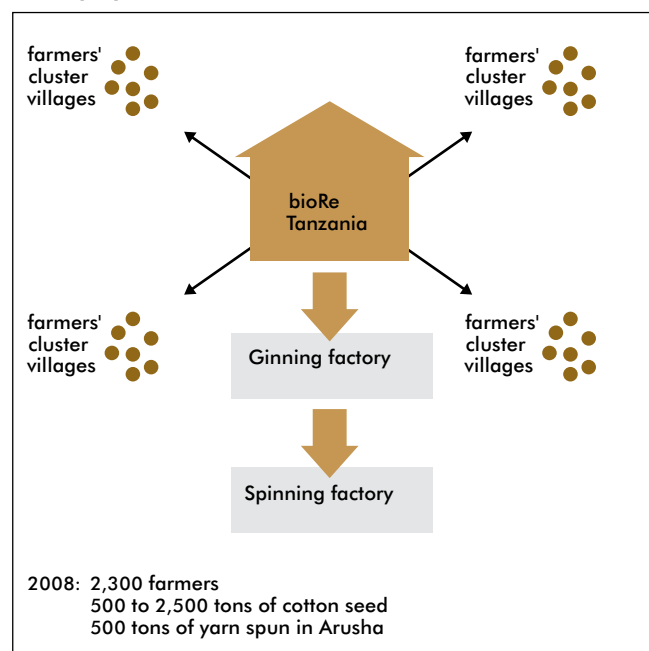 farmers'
cluster
villages
farmers'
cluster
villages
bioRe
Tanzania
farmers'
cluster
villages
farmers'
cluster
villages
Ginning factory
Spinning factory
2008: 2,300 farmers
500 to 2,500 tons of cotton seed
500 tons of yarn spun in Arusha